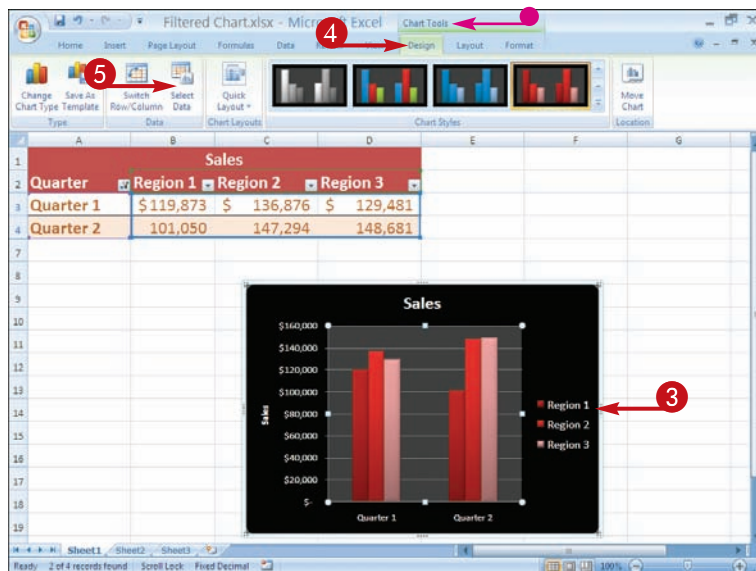 Filtered Chart.xlsx - Microsoft Excel
Chart Tools
4
Home Insert Page Layout Formulas Data Design Layout Format
5
Change Chart Type
Save As Template
Switch Row/Column
Select Data
Quick Layout
Move Chart
Type
Data
Chart Layouts
Chart Styles
Location
A B C D E F G
1 Sales
2 Quarter Region 1 Region 2 Region 3
3 Quarter 1 $119,873 $ 136,876 $ 129,481
4 Quarter 2 101,050 147,294 148,681
7
8
9
10
11
12
13
14
15
16
17
18
19
Sales
$160,000
$140,000
$120,000
$100,000
$80,000
$60,000
$40,000
$20,000
$-
Sales
Quarter 1 Quarter 2
Region 1
Region 2
Region 3
3
Sheet1 Sheet2 Sheet3
Ready 2 of 4 records found Scroll Lock Fixed Decimal 100%